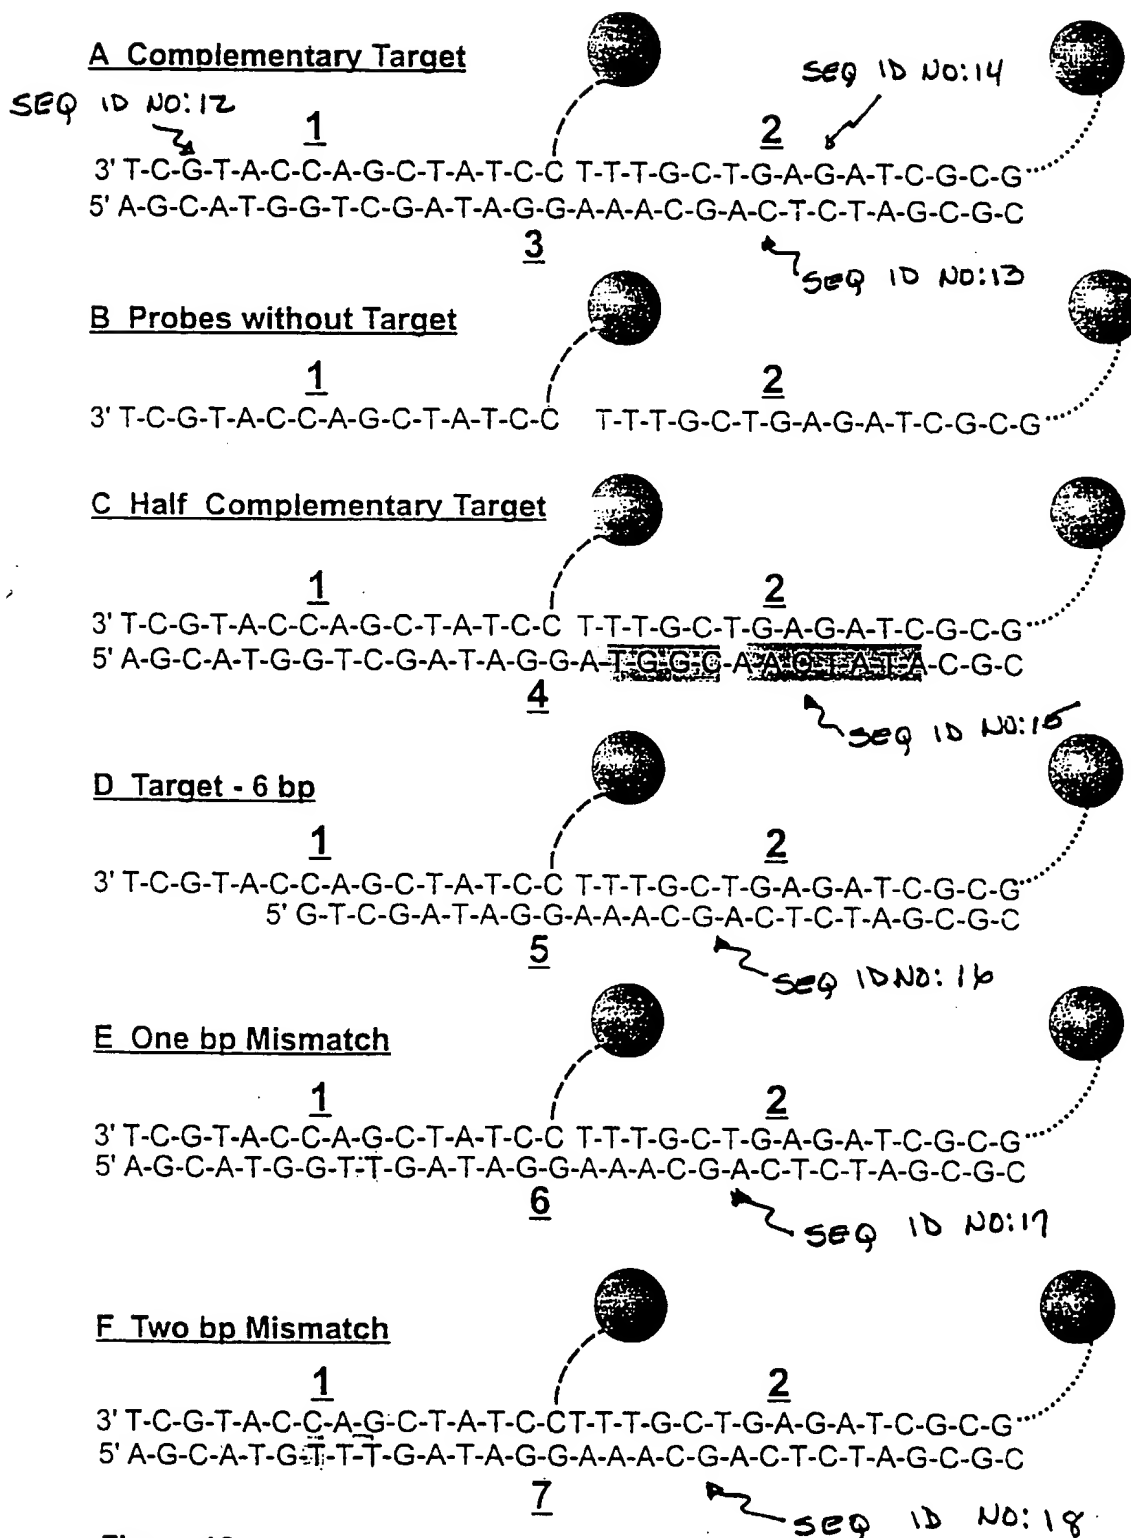 A Complementary Target
SEQ ID NO:12
SEQ ID NO:14
1
2
3' T-C-G-T-A-C-C-A-G-C-T-A-T-C-C T-T-T-G-C-T-G-A-G-A-T-C-G-C-G
5' A-G-C-A-T-G-G-T-C-G-A-T-A-G-G-A-A-A-C-G-A-C-T-C-T-A-G-C-G-C
3
SEQ ID NO:13
B Probes without Target
1
2
3' T-C-G-T-A-C-C-A-G-C-T-A-T-C-C T-T-T-G-C-T-G-A-G-A-T-C-G-C-G
C Half Complementary Target
1
2
3' T-C-G-T-A-C-C-A-G-C-T-A-T-C-C T-T-T-G-C-T-G-A-G-A-T-C-G-C-G
5' A-G-C-A-T-G-G-T-C-G-A-T-A-G-G-A-T-G-G-C-A-A-C-T-A-T-A-C-G-C
4
SEQ ID NO:15
D Target - 6 bp
1
2
3' T-C-G-T-A-C-C-A-G-C-T-A-T-C-C T-T-T-G-C-T-G-A-G-A-T-C-G-C-G
5' G-T-C-G-A-T-A-G-G-A-A-A-C-G-A-C-T-C-T-A-G-C-G-C
5
SEQ ID NO:16
E One bp Mismatch
1
2
3' T-C-G-T-A-C-C-A-G-C-T-A-T-C-C T-T-T-G-C-T-G-A-G-A-T-C-G-C-G
5' A-G-C-A-T-G-G-T-T-G-A-T-A-G-G-A-A-A-C-G-A-C-T-C-T-A-G-C-G-C
6
SEQ ID NO:17
F Two bp Mismatch
1
2
3' T-C-G-T-A-C-C-A-G-C-T-A-T-C-C-T-T-T-G-C-T-G-A-G-A-T-C-G-C-G
5' A-G-C-A-T-G-T-T-T-G-A-T-A-G-G-A-A-A-C-G-A-C-T-C-T-A-G-C-G-C
7
SEQ ID NO:18